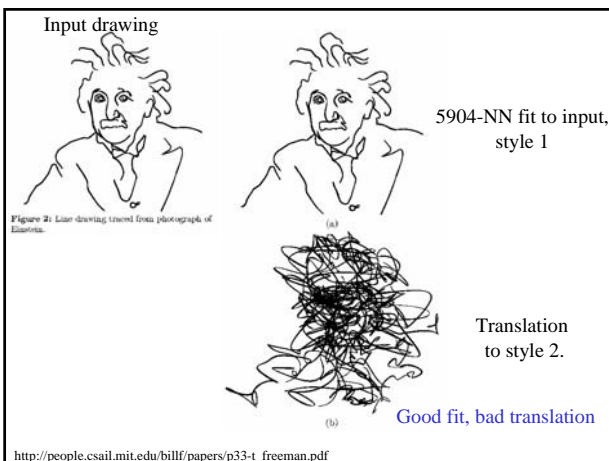 Input drawing
Figure 2: Line drawing traced from photograph of
Einstein.
(a)
5904-NN fit to input,
style 1
(b)
Translation
to style 2.
Good fit, bad translation
http://people.csail.mit.edu/billf/papers/p33-t_freeman.pdf